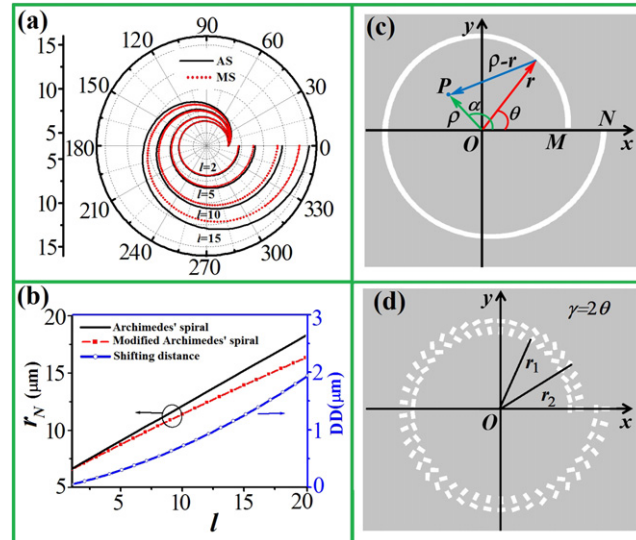 (a)
90
120
60
150
30
180
0
210
330
240
300
270
15
10
5
5
10
15
AS
MS
l=2
l=5
l=10
l=15
(b)
20
15
10
5
r_N (μm)
Archimedes' spiral
Modified Archimedes' spiral
Shifting distance
3
2
1
0
DD(μm)
5
10
15
20
l
(c)
y
ρ-r
P
r
ρ
α
θ
N
M
O
x
(d)
y
γ=2θ
r₁
r₂
O
x